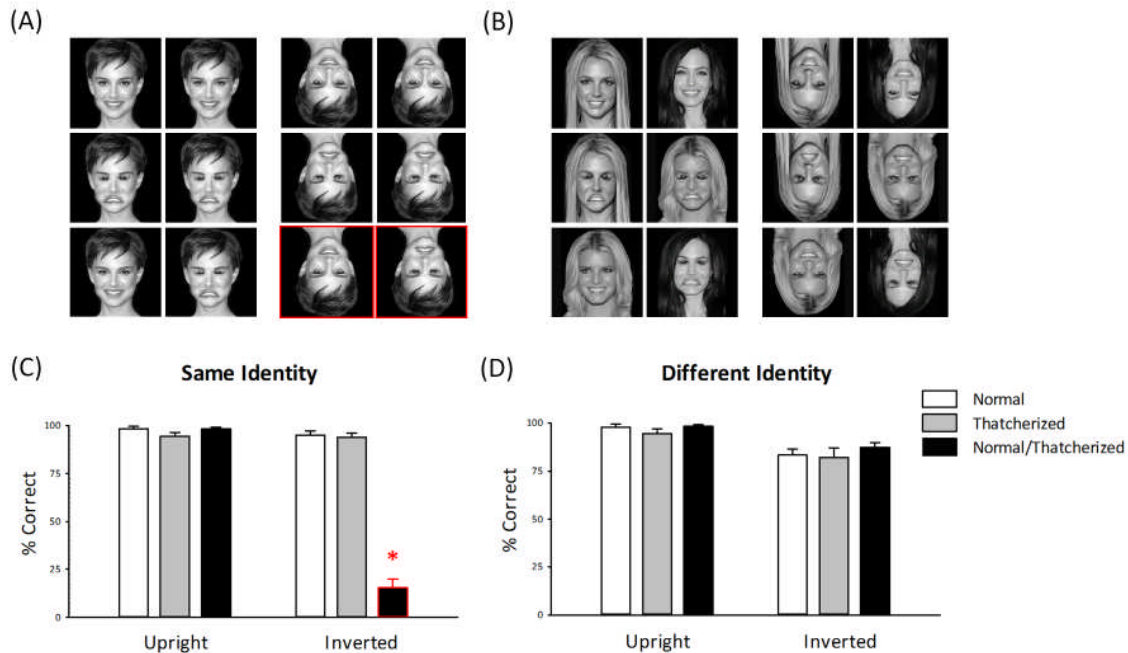 (A)
(B)
(C)
Same Identity
% Correct
100
75
50
25
0
*
Upright
Inverted
(D)
Different Identity
% Correct
100
75
50
25
0
Upright
Inverted
Normal
Thatcherized
Normal/Thatcherized